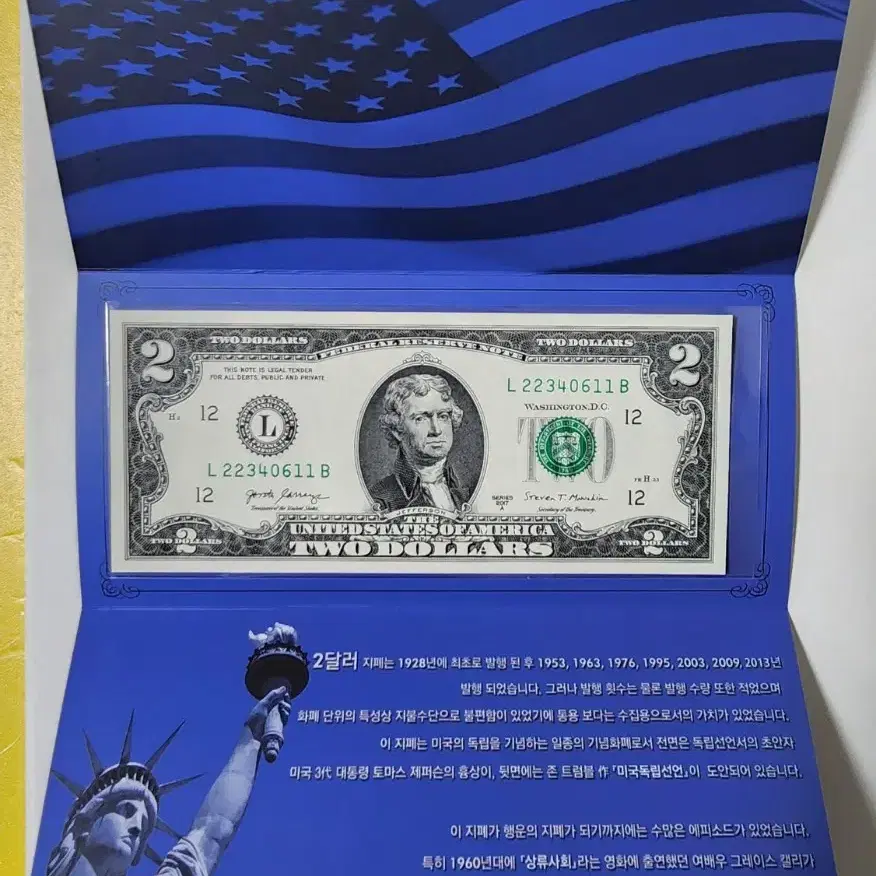 2 TWO DOLLARS FEDERAL RESERVE NOTE TWO DOLLARS 2
THIS NOTE IS LEGAL TENDER
FOR ALL DEBTS, PUBLIC AND PRIVATE
L 22340611 B
WASHINGTON, D.C.
12
L
12
TWO
L 22340611 B
12
12
Treasurer of the United States.
SERIES
2017
A
Steven T. Mnuchin
Secretary of the Treasury.
JEFFERSON
THE
UNITED STATES OF AMERICA
TWO DOLLARS 2 TWO DOLLARS TWO DOLLARS 2
2달러 지폐는 1928년에 최초로 발행 된 후 1953, 1963, 1976, 1995, 2003, 2009, 2013년
발행 되었습니다. 그러나 발행 횟수는 물론 발행 수량 또한 적었으며
화폐 단위의 특성상 지불수단으로 불편함이 있었기에 통용 보다는 수집용으로서의 가치가 있었습니다.
이 지폐는 미국의 독립을 기념하는 일종의 기념화폐로서 전면은 독립선언서의 초안자
미국 3代 대통령 토마스 제퍼슨의 흉상이, 뒷면에는 존 트럼블 作 「미국독립선언」이 도안되어 있습니다.
이 지폐가 행운의 지폐가 되기까지에는 수많은 에피소드가 있었습니다.
특히 1960년대에 「상류사회」라는 영화에 출연했던 여배우 그레이스 캘리가